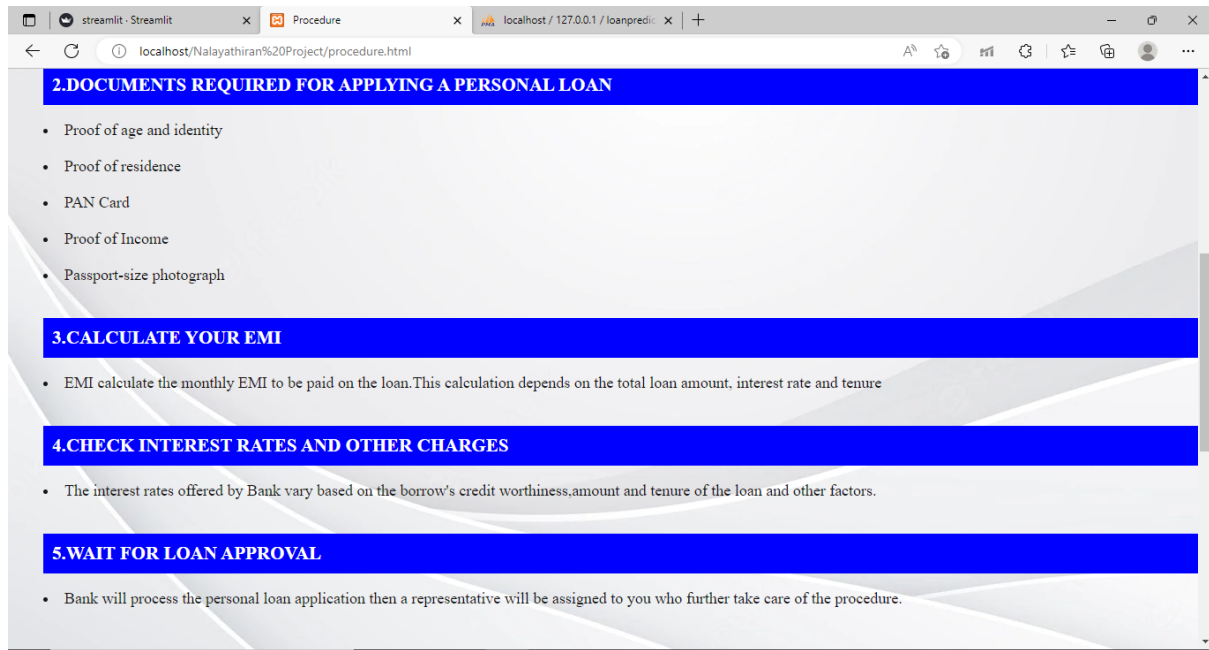 streamlit · Streamlit
Procedure
localhost / 127.0.0.1 / loanpredic
localhost/Nalayathiran%20Project/procedure.html
2.DOCUMENTS REQUIRED FOR APPLYING A PERSONAL LOAN
• Proof of age and identity
• Proof of residence
• PAN Card
• Proof of Income
• Passport-size photograph
3.CALCULATE YOUR EMI
• EMI calculate the monthly EMI to be paid on the loan.This calculation depends on the total loan amount, interest rate and tenure
4.CHECK INTEREST RATES AND OTHER CHARGES
• The interest rates offered by Bank vary based on the borrow's credit worthiness,amount and tenure of the loan and other factors.
5.WAIT FOR LOAN APPROVAL
• Bank will process the personal loan application then a representative will be assigned to you who further take care of the procedure.